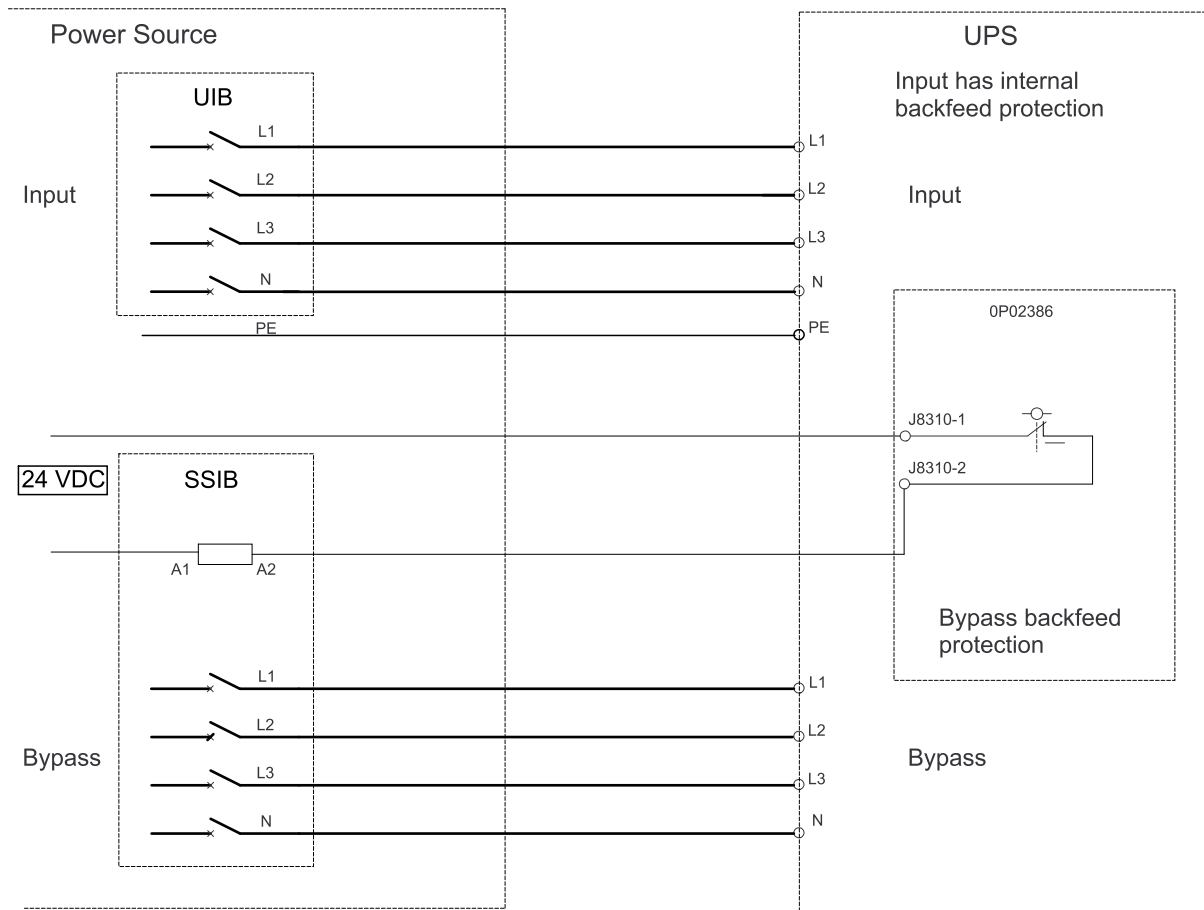 Power Source
UPS
UIB
Input has internal
backfeed protection
L1
L1
L2
L2
Input
Input
L3
L3
N
N
0P02386
PE
PE
J8310-1
24 VDC
SSIB
J8310-2
A1
A2
Bypass backfeed
protection
L1
L1
L2
L2
Bypass
Bypass
L3
L3
N
N